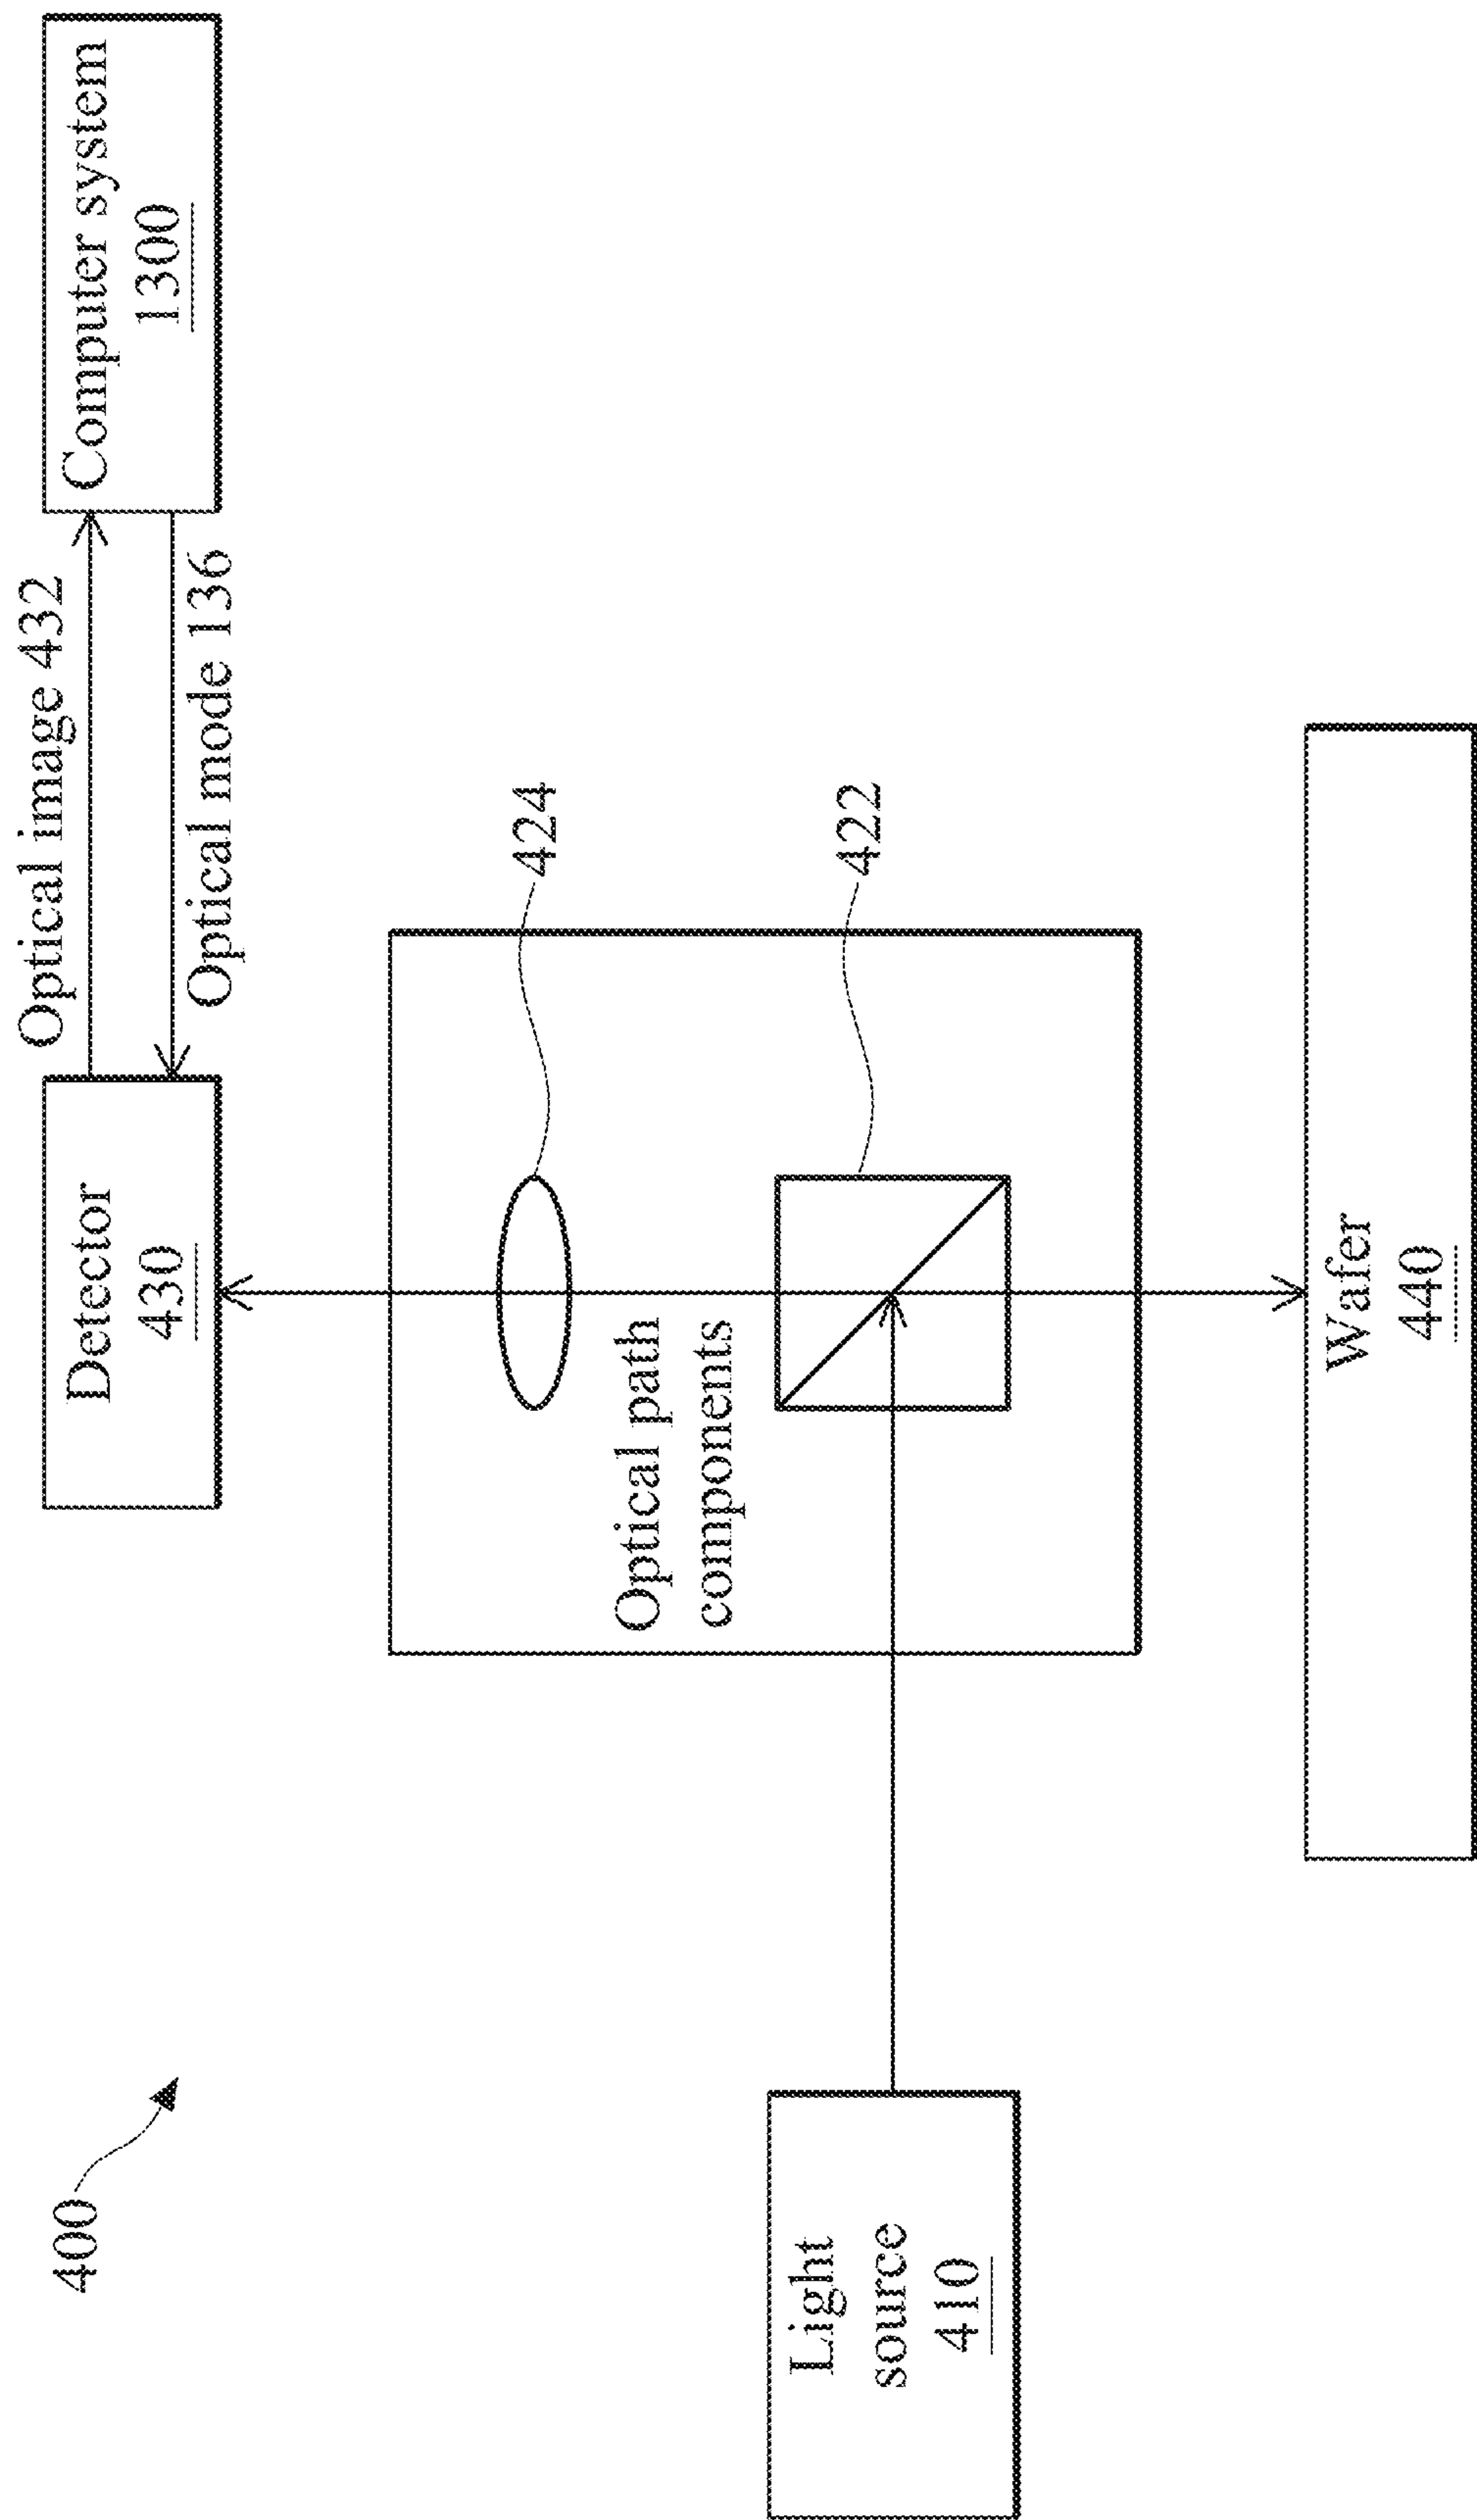 400
Optical image 432
Detector
430
Computer system
1300
Optical mode 136
424
Optical path
components
422
Light
source
410
Wafer
440